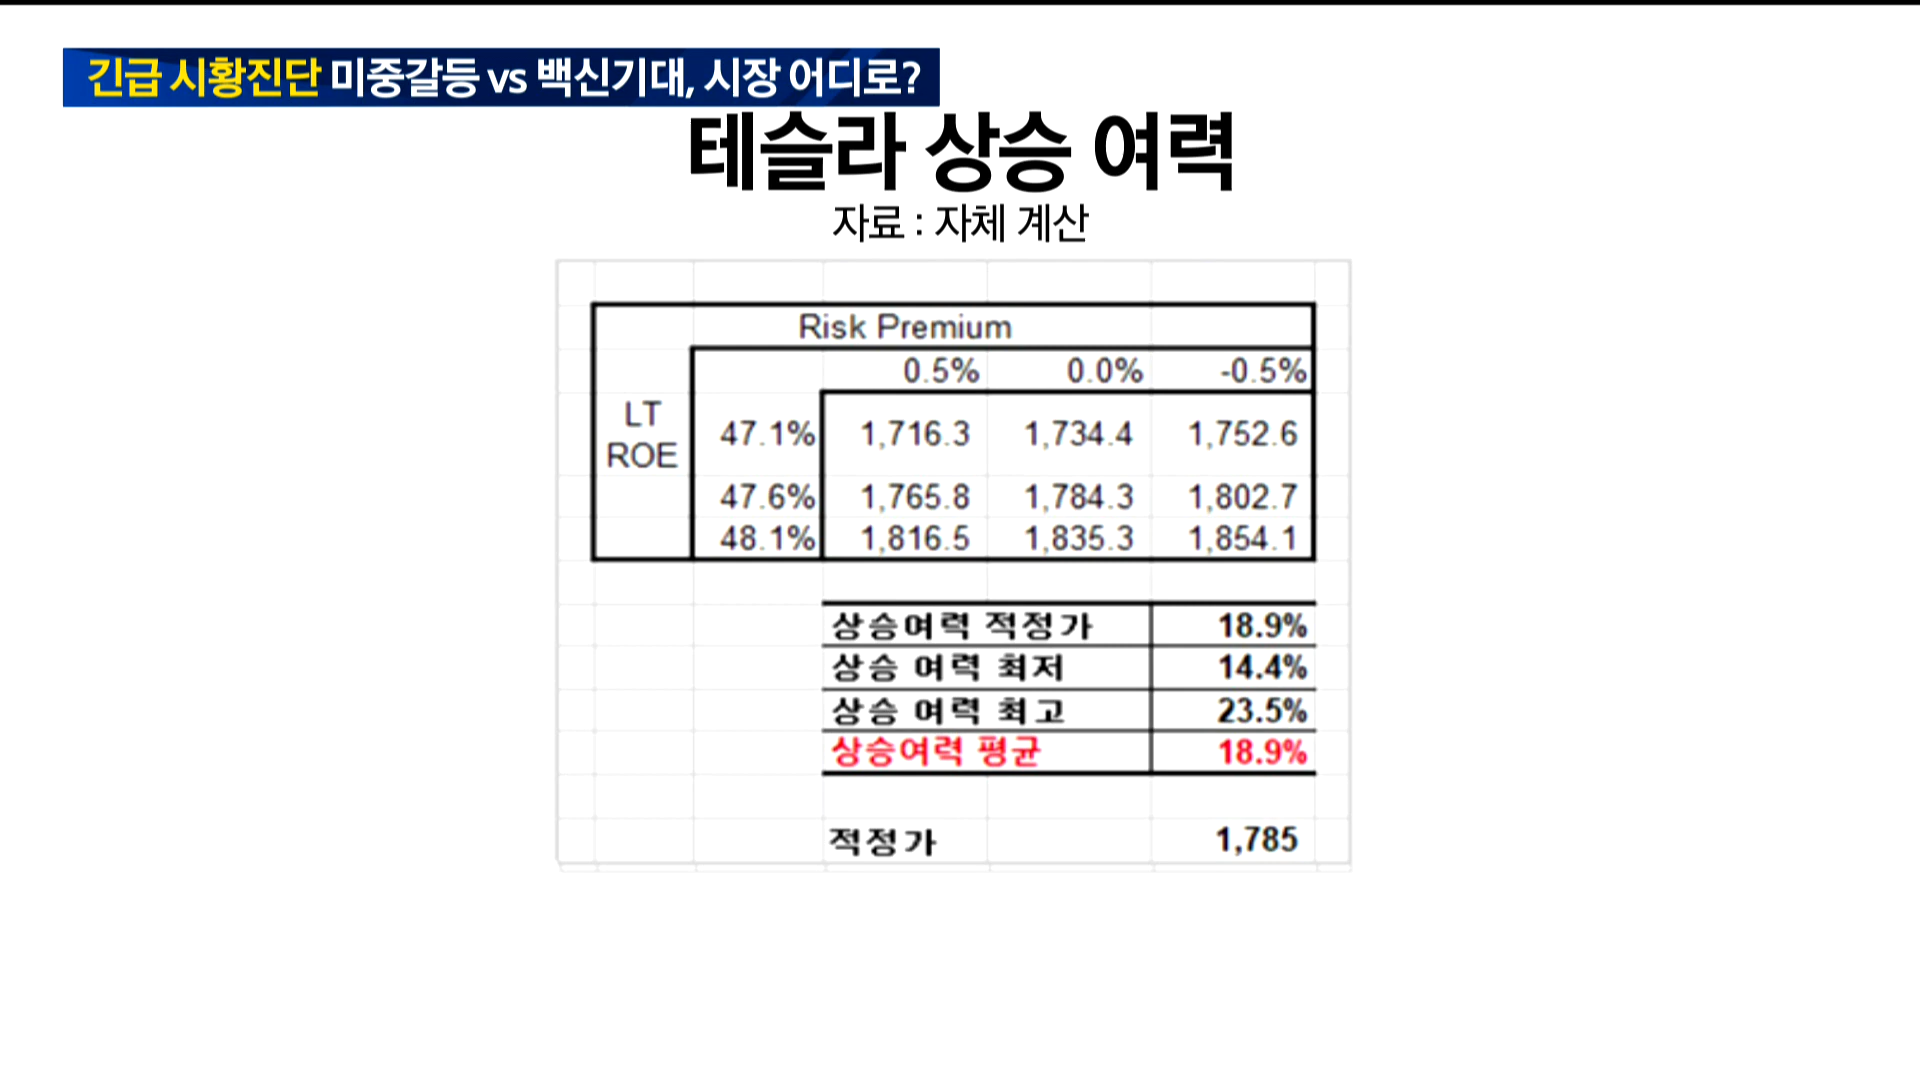 긴급 시황진단 미중갈등 vs 백신기대, 시장 어디로?
테슬라 상승 여력
자료 : 자체 계산
Risk Premium
0.5% 0.0% -0.5%
LT ROE 47.1% 1,716.3 1,734.4 1,752.6
47.6% 1,765.8 1,784.3 1,802.7
48.1% 1,816.5 1,835.3 1,854.1
상승여력 적정가 18.9%
상승 여력 최저 14.4%
상승 여력 최고 23.5%
상승여력 평균 18.9%
적정가 1,785